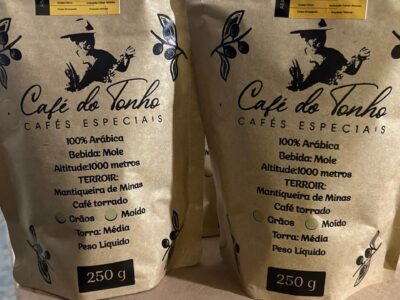 Café do Tonho
CAFÉS ESPECIAIS
100% Arábica
Bebida: Mole
Altitude:1000 metros
TERROIR:
Mantiqueira de Minas
Café torrado
Grãos Moído
Torra: Média
Peso Líquido
250 g
Café do Tonho
CAFÉS ESPECIAIS
100% Arábica
Bebida: Mole
Altitude:1000 metros
TERROIR:
Mantiqueira de Minas
Café torrado
Grãos Moído
Torra: Média
Peso Líquido
250 g